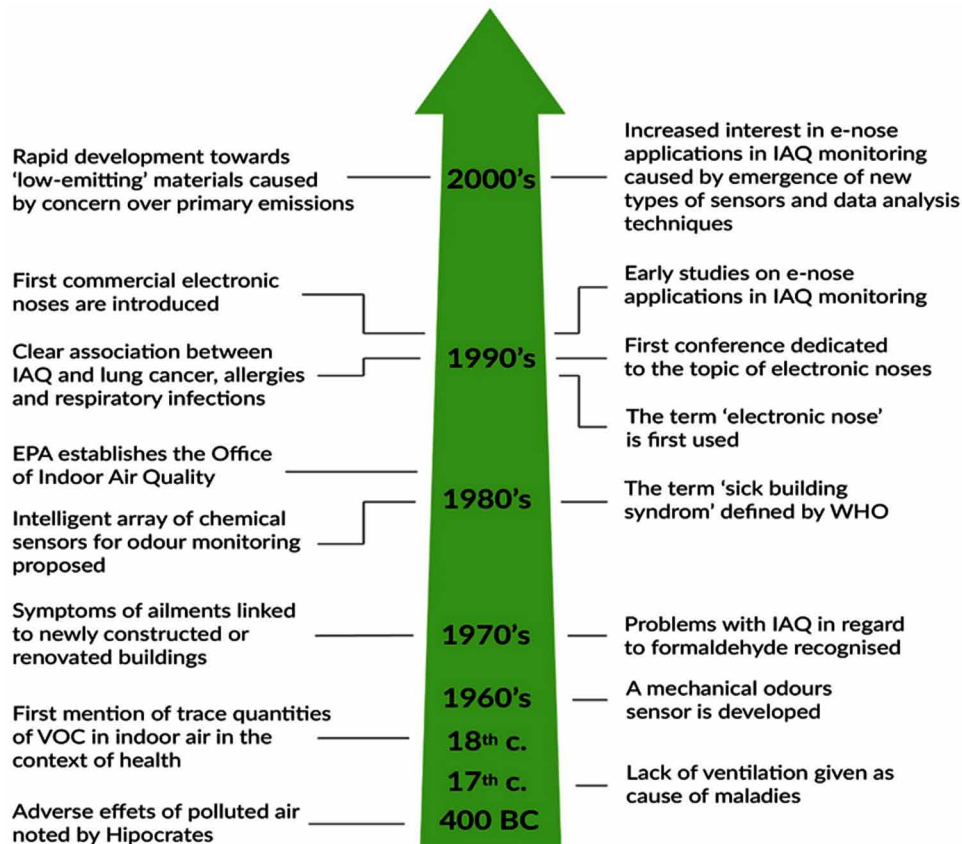 Rapid development towards
‘low-emitting’ materials caused
by concern over primary emissions
2000’s
Increased interest in e-nose
applications in IAQ monitoring
caused by emergence of new
types of sensors and data analysis
techniques
First commercial electronic
noses are introduced
Early studies on e-nose
applications in IAQ monitoring
Clear association between
IAQ and lung cancer, allergies
and respiratory infections
1990’s
First conference dedicated
to the topic of electronic noses
The term ‘electronic nose’
is first used
EPA establishes the Office
of Indoor Air Quality
1980’s
The term ‘sick building
syndrom’ defined by WHO
Intelligent array of chemical
sensors for odour monitoring
proposed
Symptoms of ailments linked
to newly constructed or
renovated buildings
1970’s
Problems with IAQ in regard
to formaldehyde recognised
1960’s
A mechanical odours
sensor is developed
First mention of trace quantities
of VOC in indoor air in the
context of health
18th c.
17th c.
Lack of ventilation given as
cause of maladies
Adverse effets of polluted air
noted by Hipocrates
400 BC